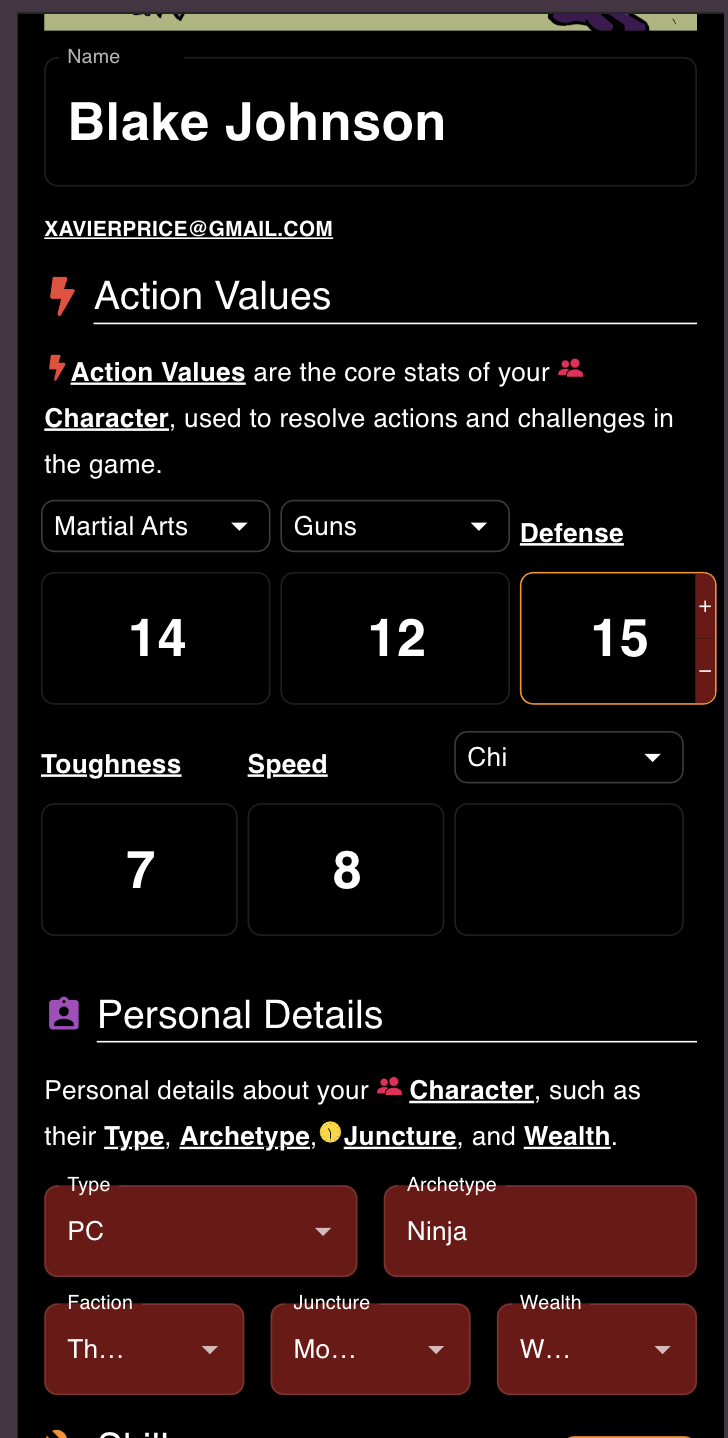 Name
Blake Johnson
XAVIERPRICE@GMAIL.COM
Action Values
Action Values are the core stats of your
Character, used to resolve actions and challenges in
the game.
Martial Arts
Guns
Defense
14
12
15
+
−
Toughness
Speed
Chi
7
8
Personal Details
Personal details about your Character, such as
their Type, Archetype, Juncture, and Wealth.
Type
PC
Archetype
Ninja
Faction
Th…
Juncture
Mo…
Wealth
W…